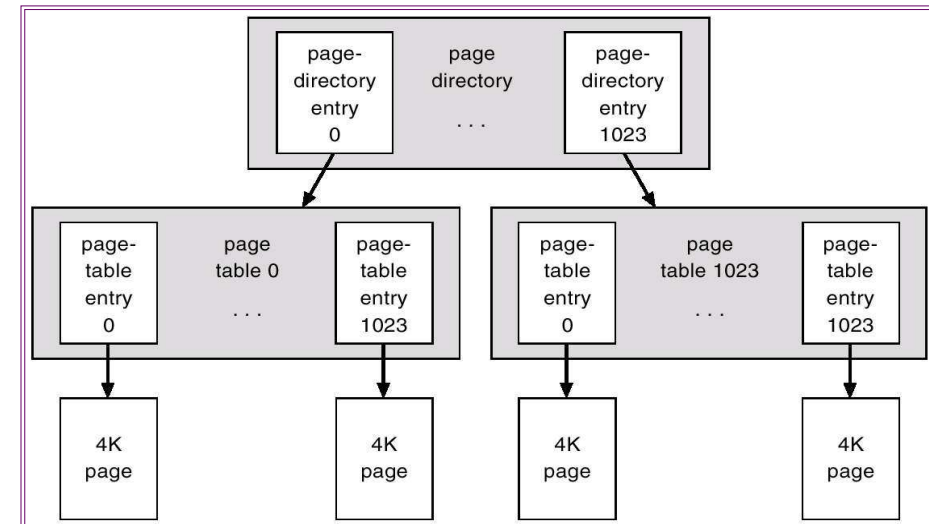 page-
directory
entry
0
page
directory
. . .
page-
directory
entry
1023
page-
table
entry
0
page
table 0
. . .
page-
table
entry
1023
page-
table
entry
0
page
table 1023
. . .
page-
table
entry
1023
4K
page
4K
page
4K
page
4K
page